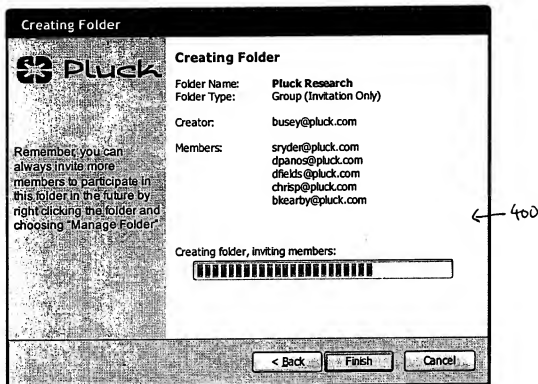 Creating Folder
Pluck
Remember, you can
always invite more
members to participate in
this folder in the future by
right clicking the folder and
choosing "Manage Folder"
Creating Folder
Folder Name: Pluck Research
Folder Type: Group (Invitation Only)
Creator: busey@pluck.com
Members: sryder@pluck.com
dpanos@pluck.com
dfields@pluck.com
chrisp@pluck.com
bkearby@pluck.com
Creating folder, inviting members:
400
< Back Finish Cancel